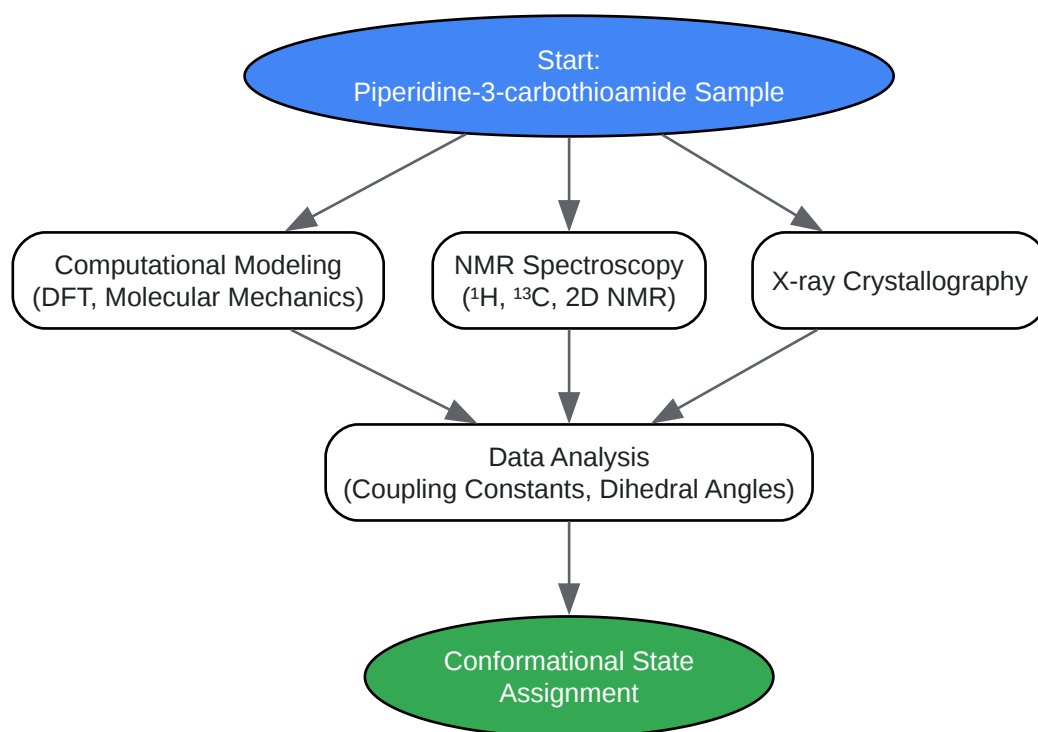 Start:
Piperidine-3-carbothioamide Sample
Computational Modeling
(DFT, Molecular Mechanics)
NMR Spectroscopy
(¹H, ¹³C, 2D NMR)
X-ray Crystallography
Data Analysis
(Coupling Constants, Dihedral Angles)
Conformational State
Assignment